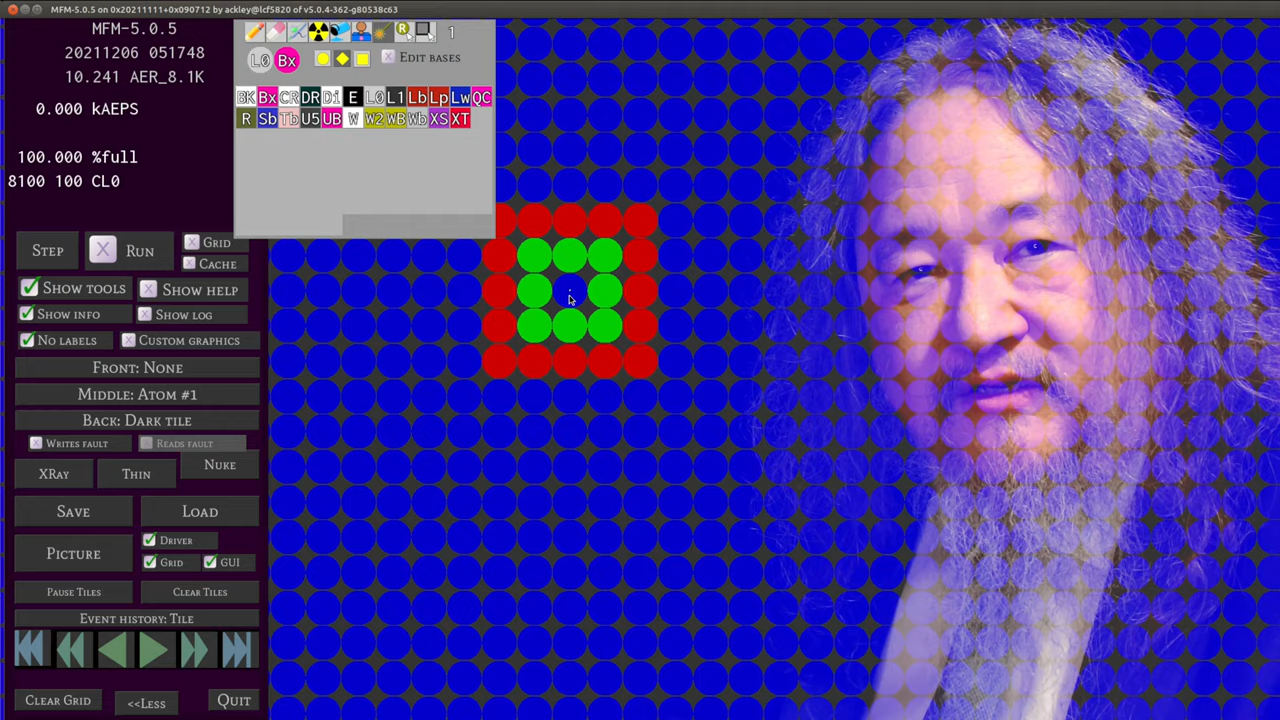 MFM-5.0.5 on 0x20211111+0x090712 by ackley@lcf5820 of v5.0.4-362-g80538c63
MFM-5.0.5
20211206 051748
10.241 AER_8.1K
0.000 kAEPS
100.000 %full
8100 100 CL0
R
1
L0 Bx
Edit bases
BK Bx CR DR Di E L0 L1 Lb Lp Lw QC
R Sb Tb U5 UB W W2 WB Wb XS XT
Step
X Run
X Grid
X Cache
Show tools
X Show help
Show info
X Show log
No labels
X Custom graphics
Front: None
Middle: Atom #1
Back: Dark tile
X Writes fault
X Reads fault
XRay
Thin
Nuke
Save
Load
Picture
Driver
Grid
GUI
Pause Tiles
Clear Tiles
Event history: Tile
Clear Grid
<<Less
Quit